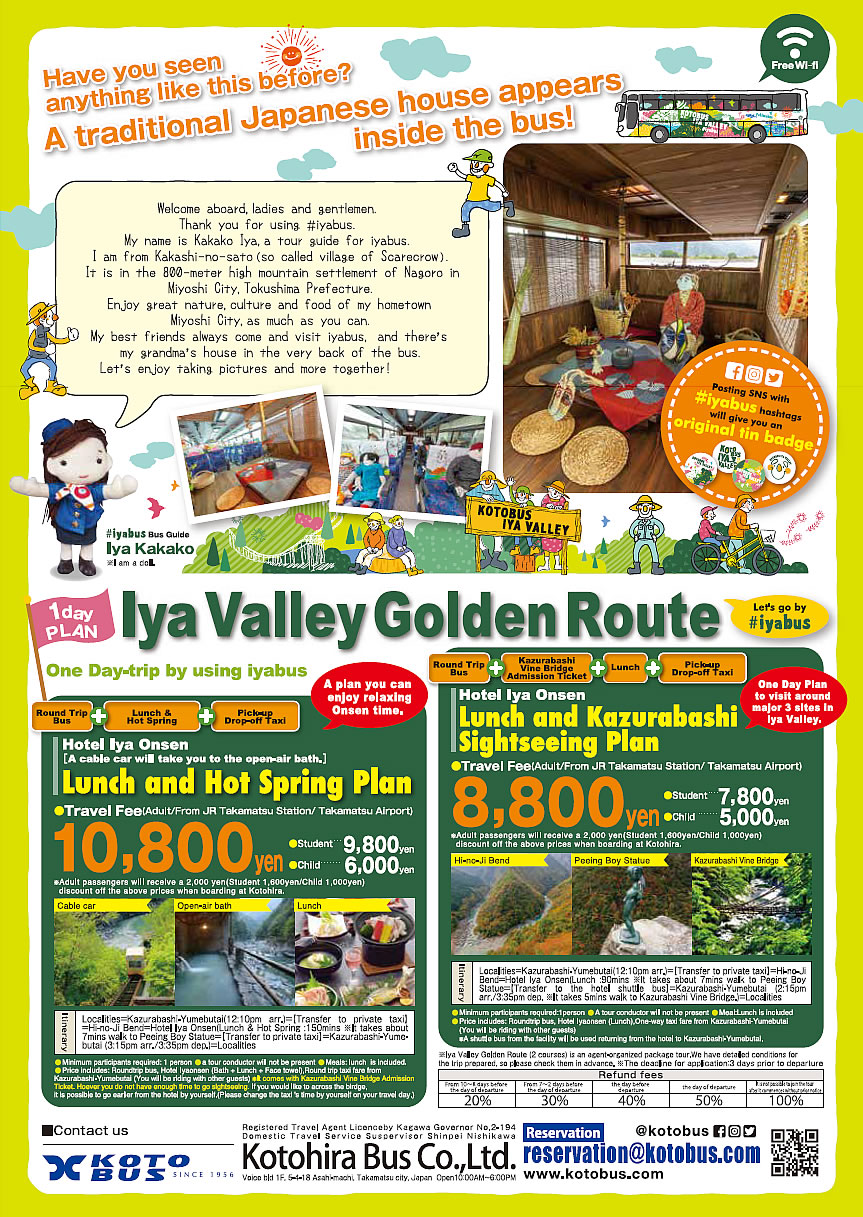 Free Wi-fi
Have you seen
anything like this before?
A traditional Japanese house appears
inside the bus!
KOTOBUS
IYA VALLEY
Welcome aboard, ladies and gentlemen.
Thank you for using #iyabus.
My name is Kakako Iya, a tour guide for iyabus.
I am from Kakashi-no-sato (so called village of Scarecrow).
It is in the 800-meter high mountain settlement of Nagoro in
Miyoshi City, Tokushima Prefecture.
Enjoy great nature, culture and food of my hometown
Miyoshi City, as much as you can.
My best friends always come and visit iyabus, and there's
my grandma's house in the very back of the bus.
Let's enjoy taking pictures and more together!
Posting SNS with
#iyabus hashtags
will give you an
original tin badge
KOTOBUS
IYA VALLEY
#iyabus Bus Guide
Iya Kakako
※I am a doll.
1day
PLAN
Iya Valley Golden Route
Let's go by
#iyabus
One Day-trip by using iyabus
A plan you can
enjoy relaxing
Onsen time.
Round Trip
Bus
+
Lunch &
Hot Spring
+
Pick-up
Drop-off Taxi
Hotel Iya Onsen
[A cable car will take you to the open-air bath.]
Lunch and Hot Spring Plan
●Travel Fee(Adult/From JR Takamatsu Station/ Takamatsu Airport)
10,800yen
●Student 9,800yen
●Child 6,000yen
※Adult passengers will receive a 2,000 yen(Student 1,600yen/Child 1,000yen)
discount off the above prices when boarding at Kotohira.
Cable car
Open-air bath
Lunch
Itinerary
Localities=Kazurabashi-Yumebutai(12:10pm arr.)=[Transfer to private taxi]
=Hi-no-Ji Bend=Hotel Iya Onsen(Lunch & Hot Spring :150mins ※It takes about
7mins walk to Peeing Boy Statue=[Transfer to private taxi]=Kazurabashi-Yume-
butai (3:15pm arr./3:35pm dep.)=Localities
●Minimum participants required: 1 person ●a tour conductor will not be present ●Meals: lunch is included.
●Price includes: Roundtrip bus, Hotel Iyaonsen (Bath + Lunch + Face towel),Round trip taxi fare from
Kazurabashi-Yumebutai (You will be riding with other guests) ※It comes with Kazurabashi Vine Bridge Admission
Ticket. Hoever you do not have enough time to go sightseeing. If you would like to across the bridge,
it is possible to go earlier from the hotel by yourself.(Please change the taxi's time by yourself on your travel day.)
Round Trip
Bus
+
Kazurabashi
Vine Bridge
Admission Ticket
+
Lunch
+
Pick-up
Drop-off Taxi
Hotel Iya Onsen
Lunch and Kazurabashi
Sightseeing Plan
One Day Plan
to visit around
major 3 sites in
Iya Valley.
●Travel Fee(Adult/From JR Takamatsu Station/ Takamatsu Airport)
8,800yen
●Student 7,800yen
●Child 5,000yen
※Adult passengers will receive a 2,000 yen(Student 1,600yen/Child 1,000yen)
discount off the above prices when boarding at Kotohira.
Hi-no-Ji Bend
Peeing Boy Statue
Kazurabashi Vine Bridge
Itinerary
Localities=Kazurabashi-Yumebutai(12:10pm arr.)=[Transfer to private taxi]=Hi-no-Ji
Bend=Hotel Iya Onsen(Lunch :90mins ※It takes about 7mins walk to Peeing Boy
Statue=[Transfer to the hotel shuttle bus]=Kazurabashi-Yumebutai (2:15pm
arr./3:35pm dep. ※It takes 5mins walk to Kazurabashi Vine Bridge.)=Localities
●Minimum participants required:1 person ●A tour conductor will not be present ●Meal:Lunch is included
●Price includes: Roundtrip bus, Hotel Iyaonsen (Lunch),One-way taxi fare from Kazurabashi-Yumebutai
(You will be riding with other guests)
※A shuttle bus from the facility will be used returning from the hotel to Kazurabashi-Yumebutai.
※Iya Valley Golden Route (2 courses) is an agent-organized package tour.We have detailed conditions for
the trip prepared, so please check them in advance. ※The deadline for application:3 days prior to departure
Refund fees
From 10~8 days before
the day of departure
From 7~2 days before
the day of departure
the day before
departure
the day of departure
20%
30%
40%
50%
100%
■Contact us
KOTO
BUS
SINCE 1956
Registered Travel Agent Licence by Kagawa Governor No,2-194
Domestic Travel Service Suspervisor Shinpei Nishikawa
Kotohira Bus Co.,Ltd.
Voico bld 1F, 5-4-18 Asahi-machi, Takamatsu city, Japan Open10:00AM~6:00PM
Reservation
@kotobus
reservation@kotobus.com
www.kotobus.com